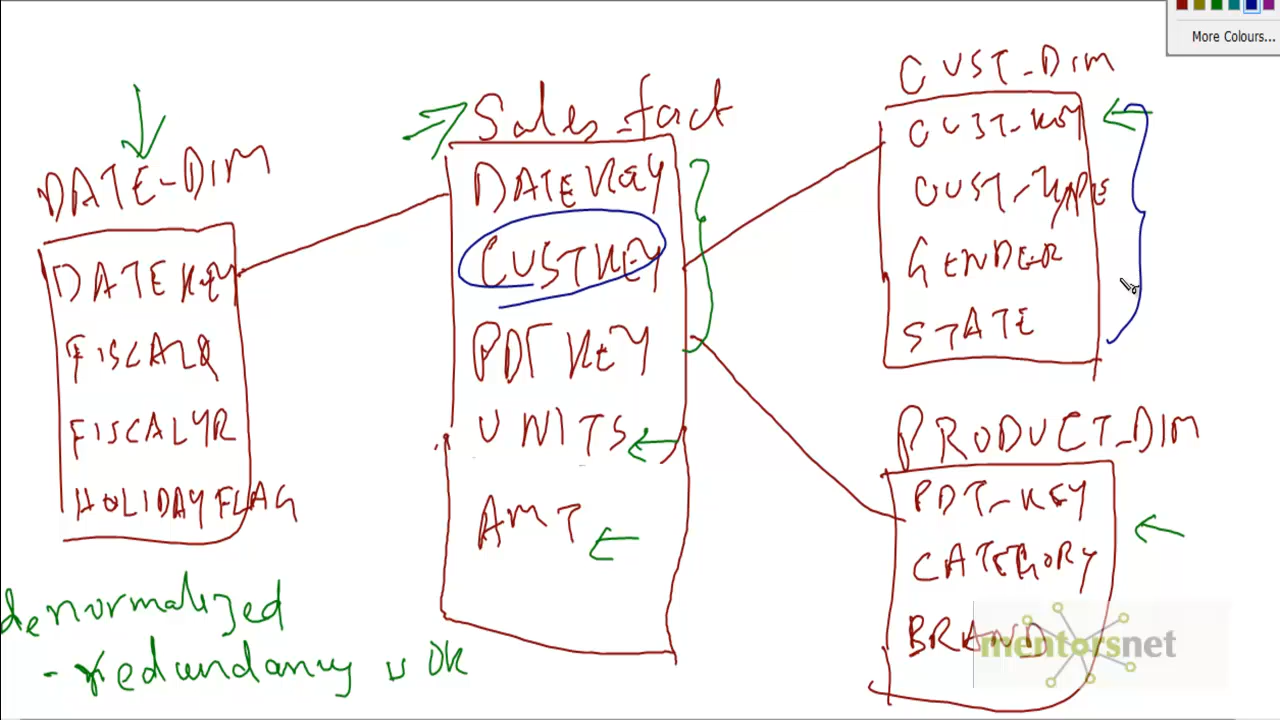 More Colours...
DATE-DIM
DATEKEY
FISCALQ
FISCALYR
HOLIDAYFLAG
denormalized
- redundancy is OK
Sales_fact
DATEKEY
CUSTKEY
PDTKEY
UNITS
AMT
CUST_DIM
CUST_KEY
CUST_TYPE
GENDER
STATE
PRODUCT_DIM
PDT_KEY
CATEGORY
BRAND
mentorsnet